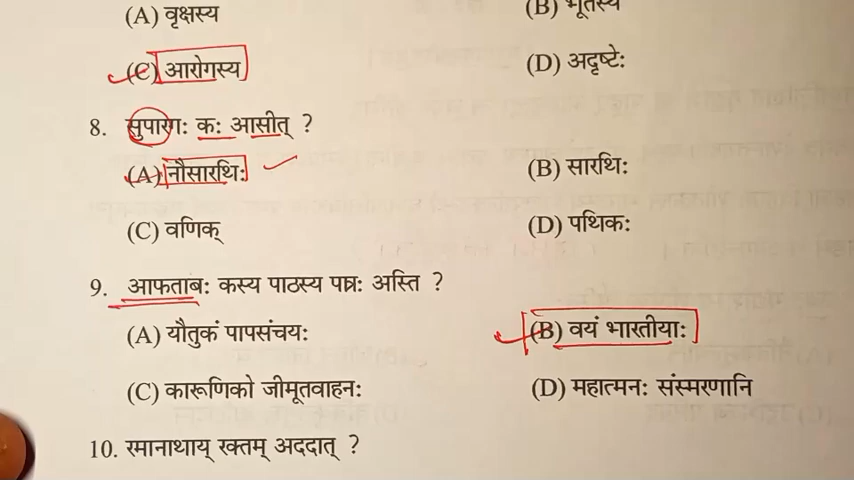 (A) वृक्षस्य (B) भूतस्य
(C) आरोगस्य (D) अदृष्टेः
8. सुपारगः कः आसीत् ?
(A) नौसारथिः (B) सारथिः
(C) वणिक् (D) पथिकः
9. आफताबः कस्य पाठस्य पात्रः अस्ति ?
(A) यौतुकं पापसंचयः (B) वयं भारतीयाः
(C) कारूणिको जीमूतवाहनः (D) महात्मनः संस्मरणानि
10. रमानाथाय् रक्तम् अददात् ?